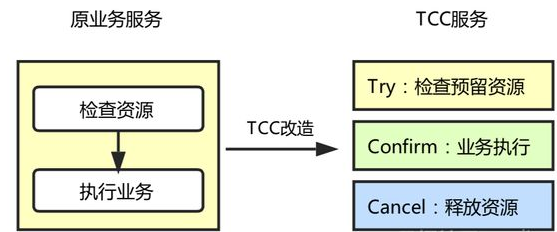 原业务服务
TCC服务
检查资源
执行业务
TCC改造
Try：检查预留资源
Confirm：业务执行
Cancel：释放资源